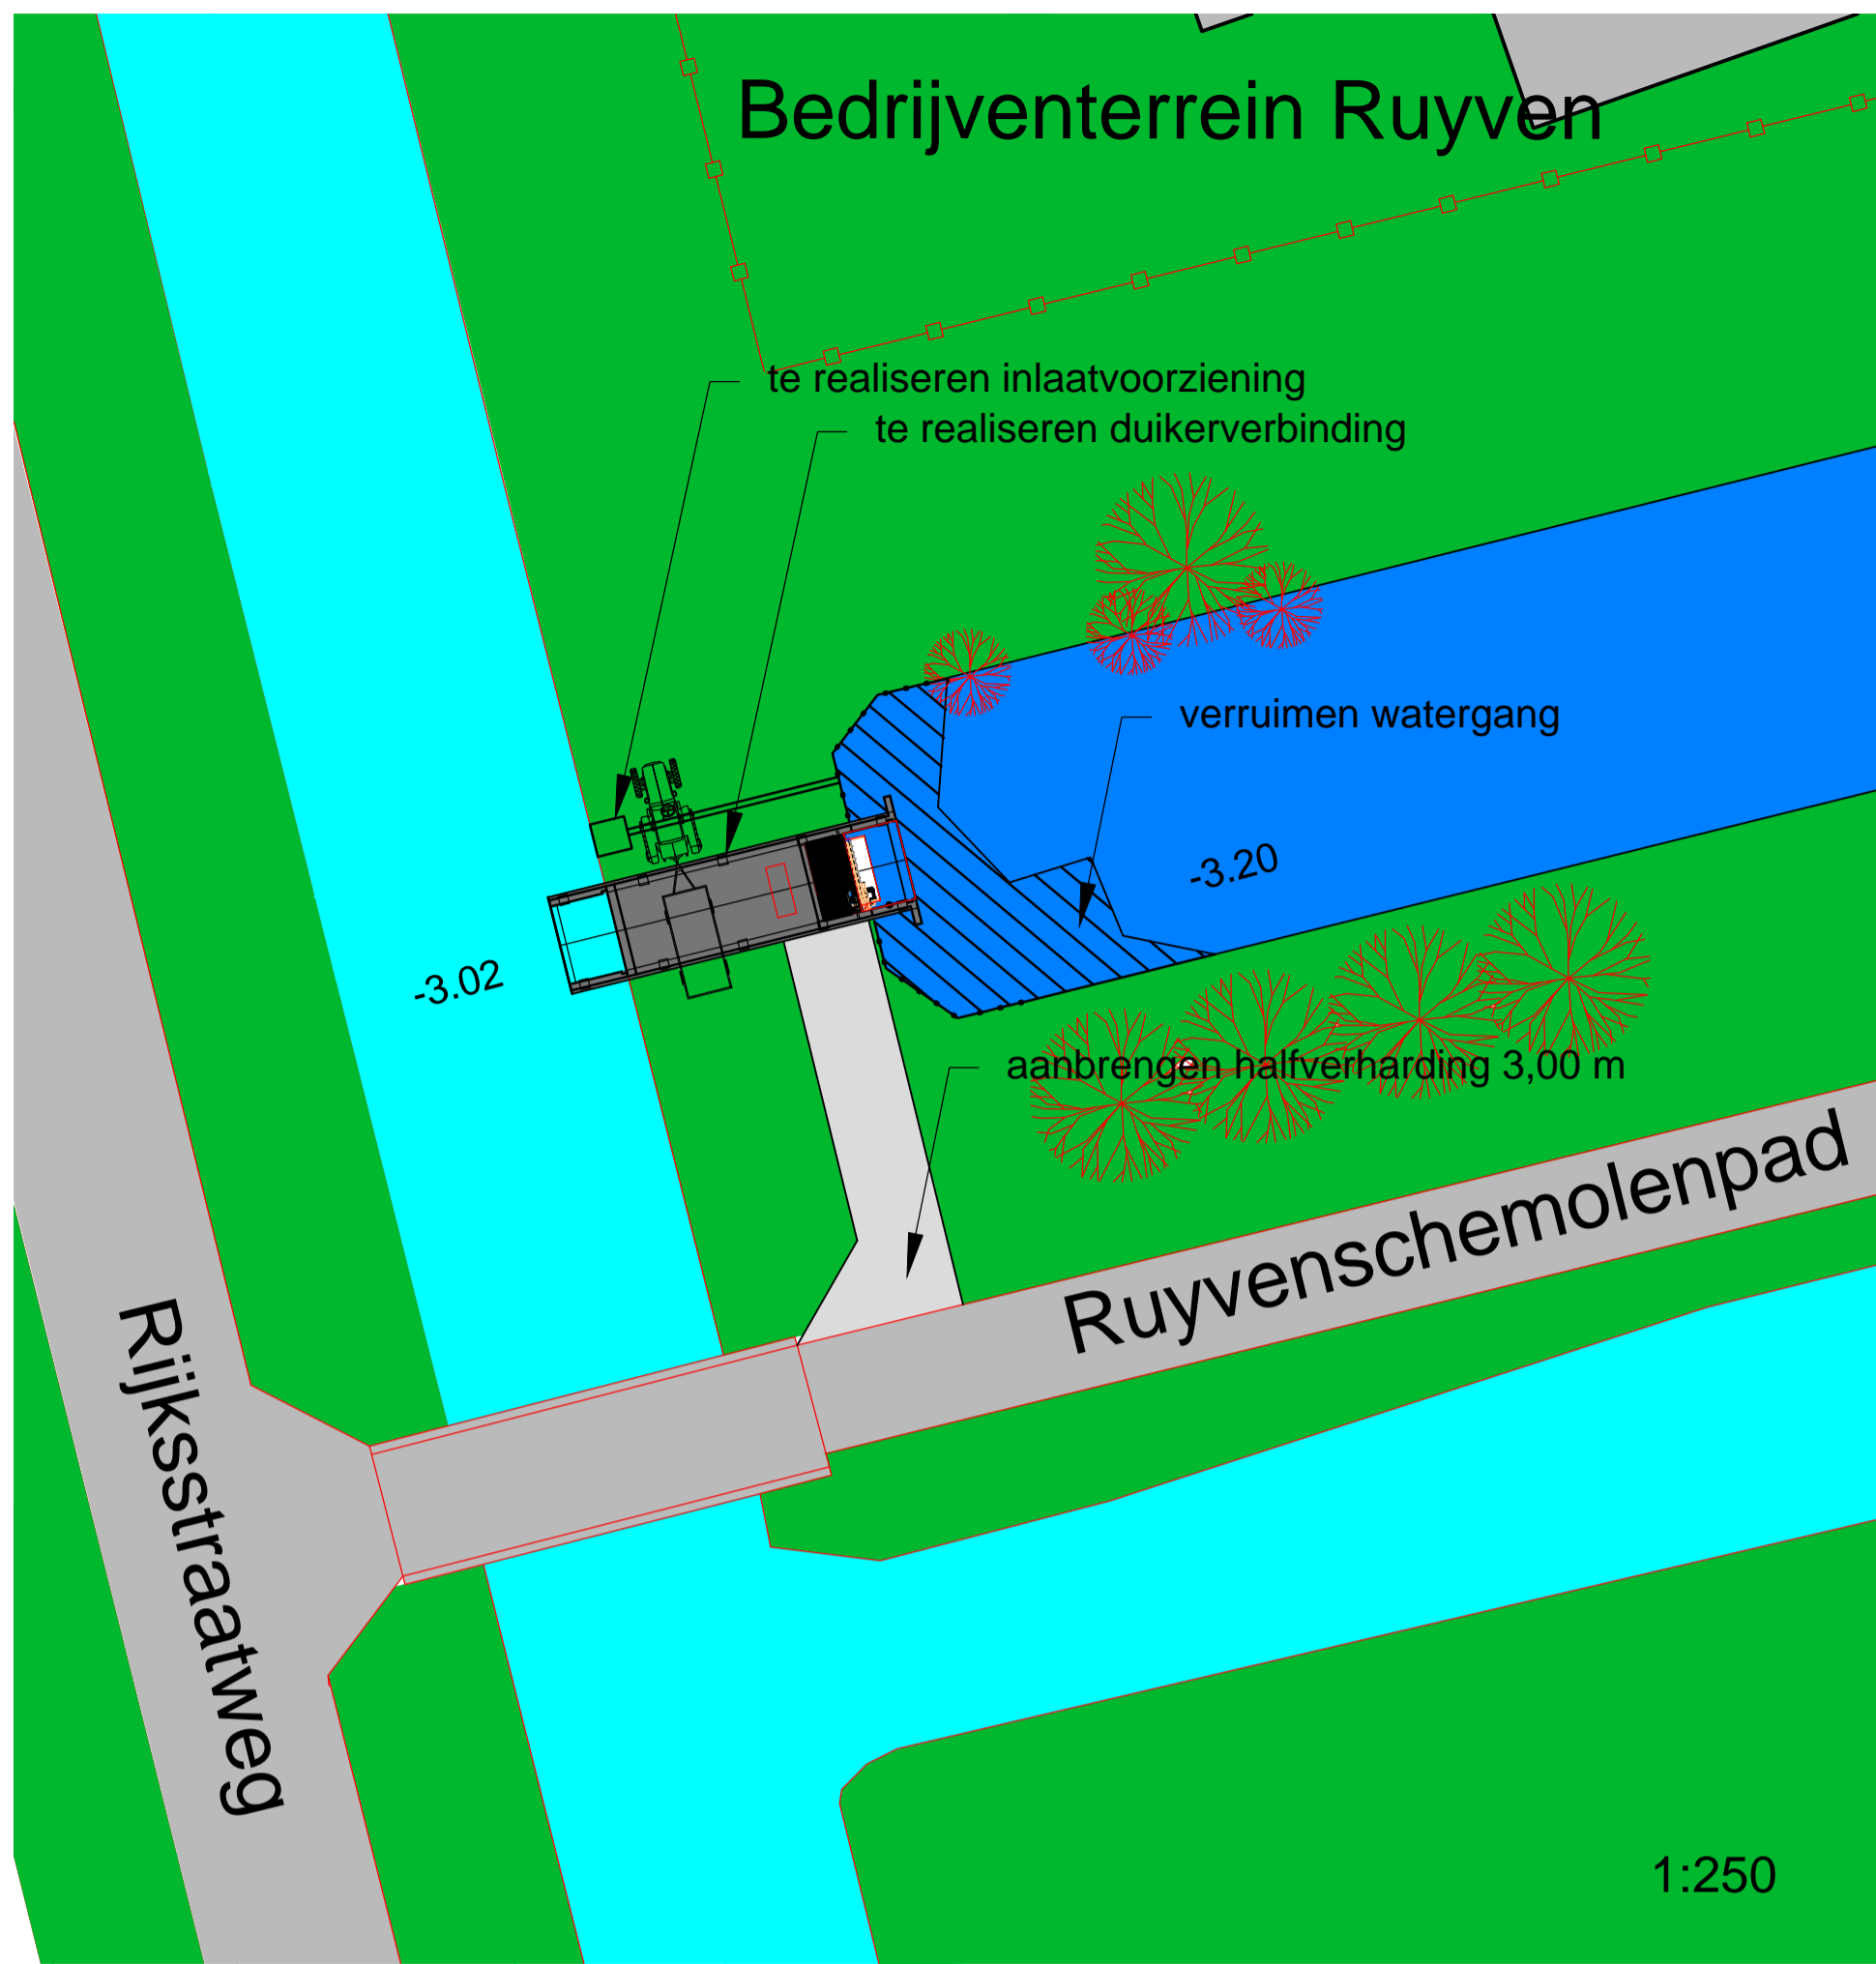 Bedrijventerrein Ruyven
te realiseren inlaatvoorziening
te realiseren duikerverbinding
verruimen watergang
-3.20
-3.02
aanbrengen halfverharding 3,00 m
Ruyvenschemolenpad
Rijksstraatweg
1:250